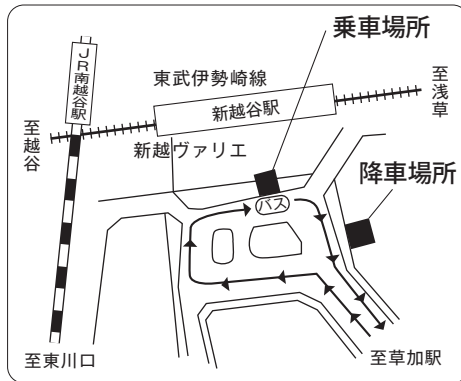 乗車場所
JR南越谷駅
東武伊勢崎線
至浅草
新越谷駅
至越谷
新越ヴァリエ
降車場所
バス
至東川口
至草加駅